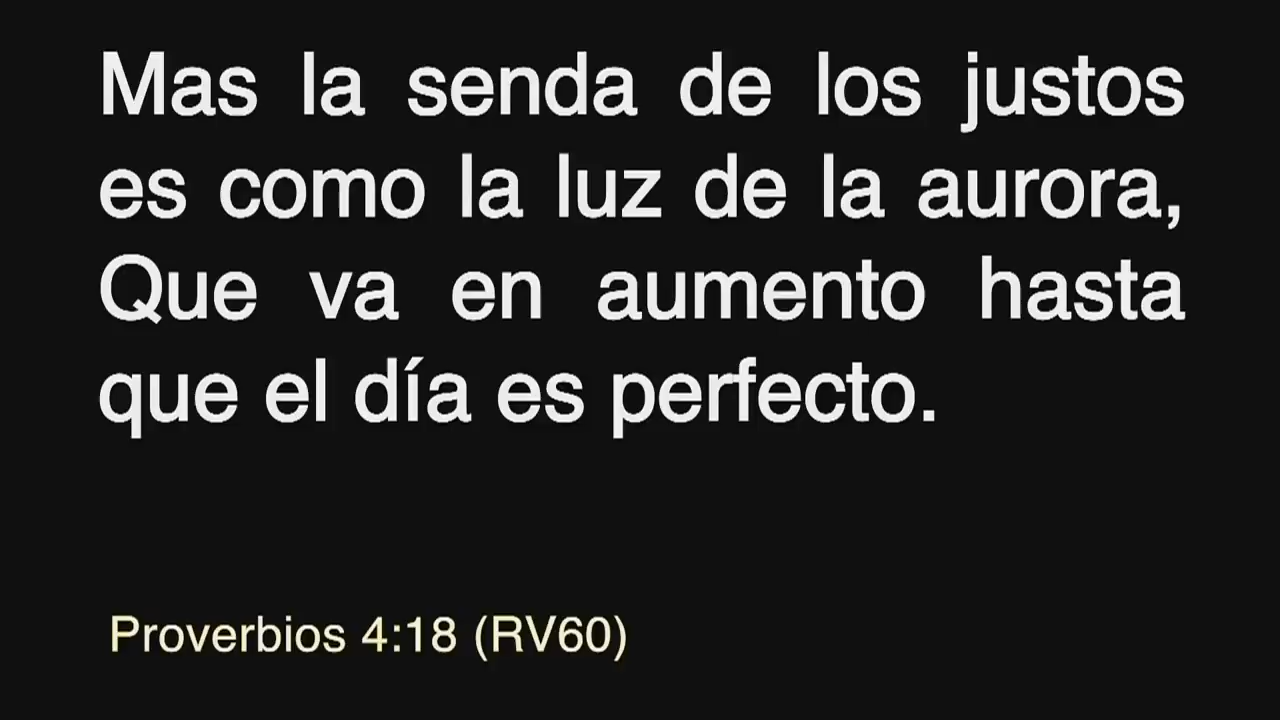 Mas la senda de los justos
es como la luz de la aurora,
Que va en aumento hasta
que el día es perfecto.
Proverbios 4:18 (RV60)